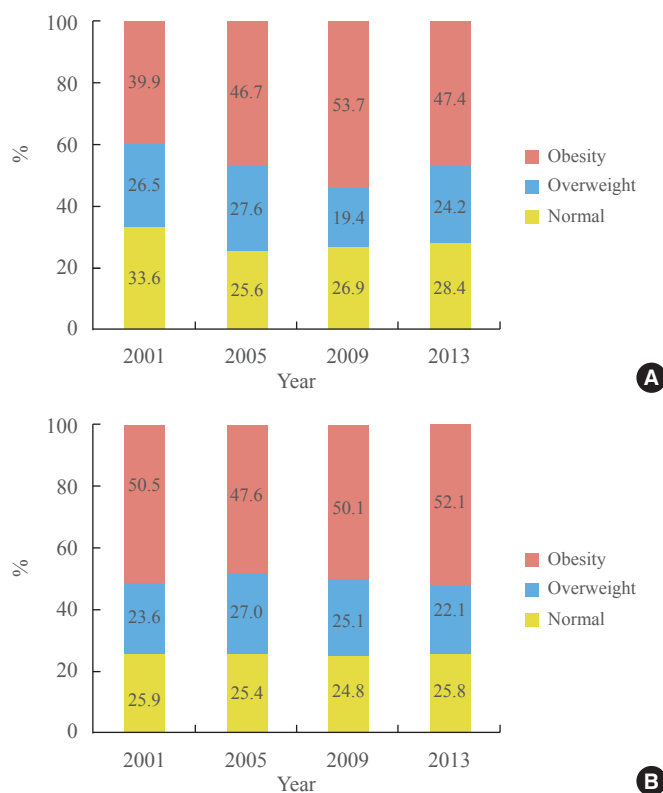 100
80
60
40
20
0
%
39.9 46.7 53.7 47.4
26.5 27.6 19.4 24.2
33.6 25.6 26.9 28.4
2001 2005 2009 2013
Year
Obesity
Overweight
Normal
A
100
80
60
40
20
0
%
50.5 47.6 50.1 52.1
23.6 27.0 25.1 22.1
25.9 25.4 24.8 25.8
2001 2005 2009 2013
Year
Obesity
Overweight
Normal
B